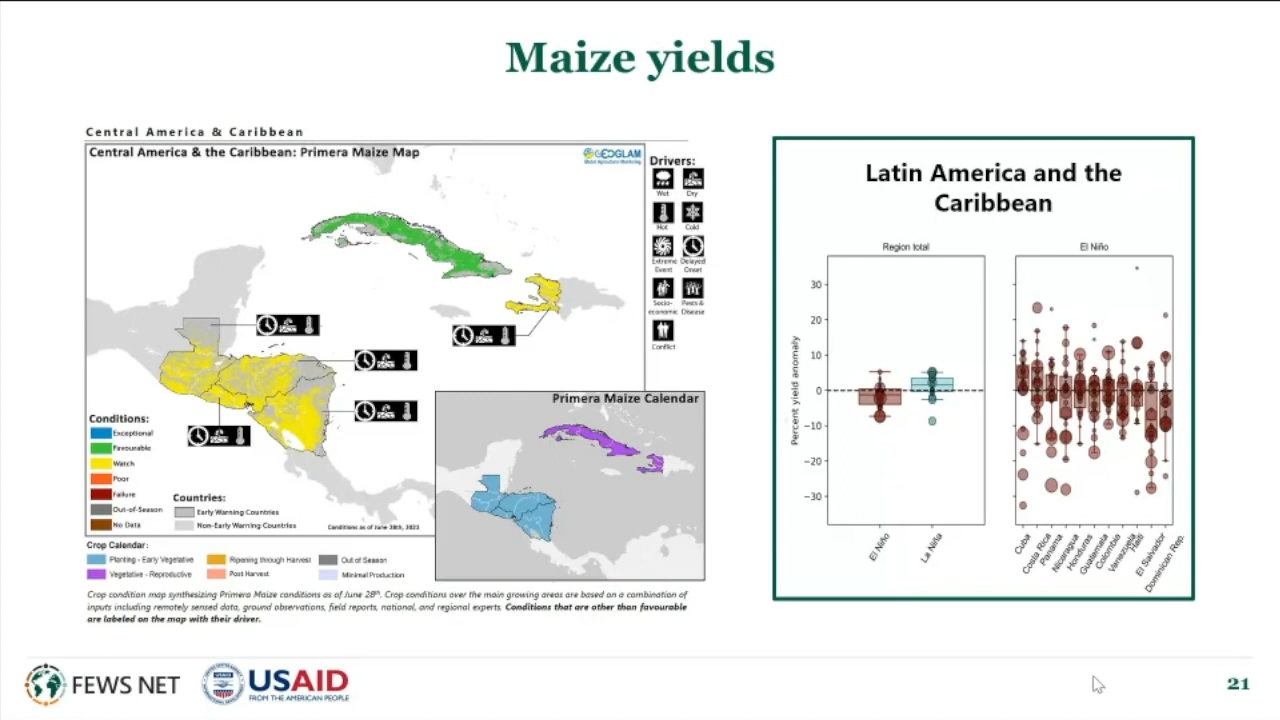 Maize yields
Central America & Caribbean
Central America & the Caribbean: Primera Maize Map
GEOGLAM
Global Agricultural Monitoring
Drivers:
Wet
Dry
Hot
Cold
Extreme Event
Delayed Onset
Socio-economic
Pests & Disease
Conflict
Conditions:
Exceptional
Favourable
Watch
Poor
Failure
Out-of-Season
No Data
Countries:
Early Warning Countries
Non-Early Warning Countries
Conditions as of June 28th, 2023
Primera Maize Calendar
Crop Calendar:
Planting - Early Vegetative
Ripening through Harvest
Out of Season
Vegetative - Reproductive
Post Harvest
Minimal Production
Crop condition map synthesizing Primera Maize conditions as of June 28th. Crop conditions over the main growing areas are based on a combination of
inputs including remotely sensed data, ground observations, field reports, national, and regional experts. Conditions that are other than favourable
are labeled on the map with their driver.
Latin America and the
Caribbean
Region total
El Niño
Percent yield anomaly
30
20
10
0
−10
−20
−30
El Niño
La Niña
Cuba
Costa Rica
Panama
Nicaragua
Honduras
Guatemala
Colombia
Venezuela
Haiti
El Salvador
Dominican Rep.
FEWS NET
USAID
FROM THE AMERICAN PEOPLE
21